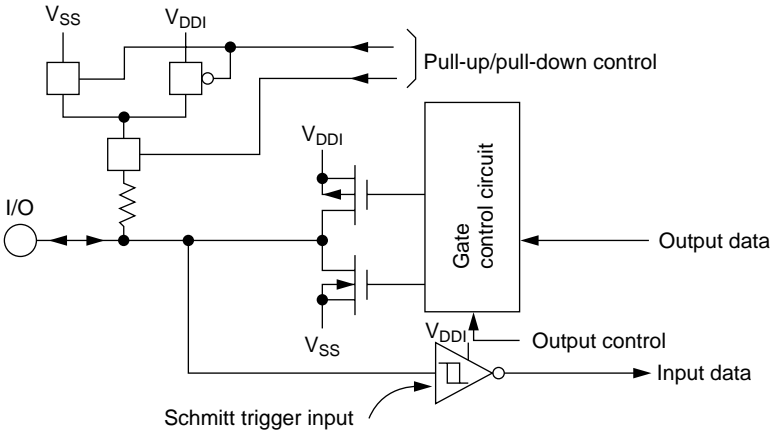 VSS
VDDI
Pull-up/pull-down control
VDDI
I/O
Gate
control circuit
Output data
VSS
VDDI
Output control
Input data
Schmitt trigger input